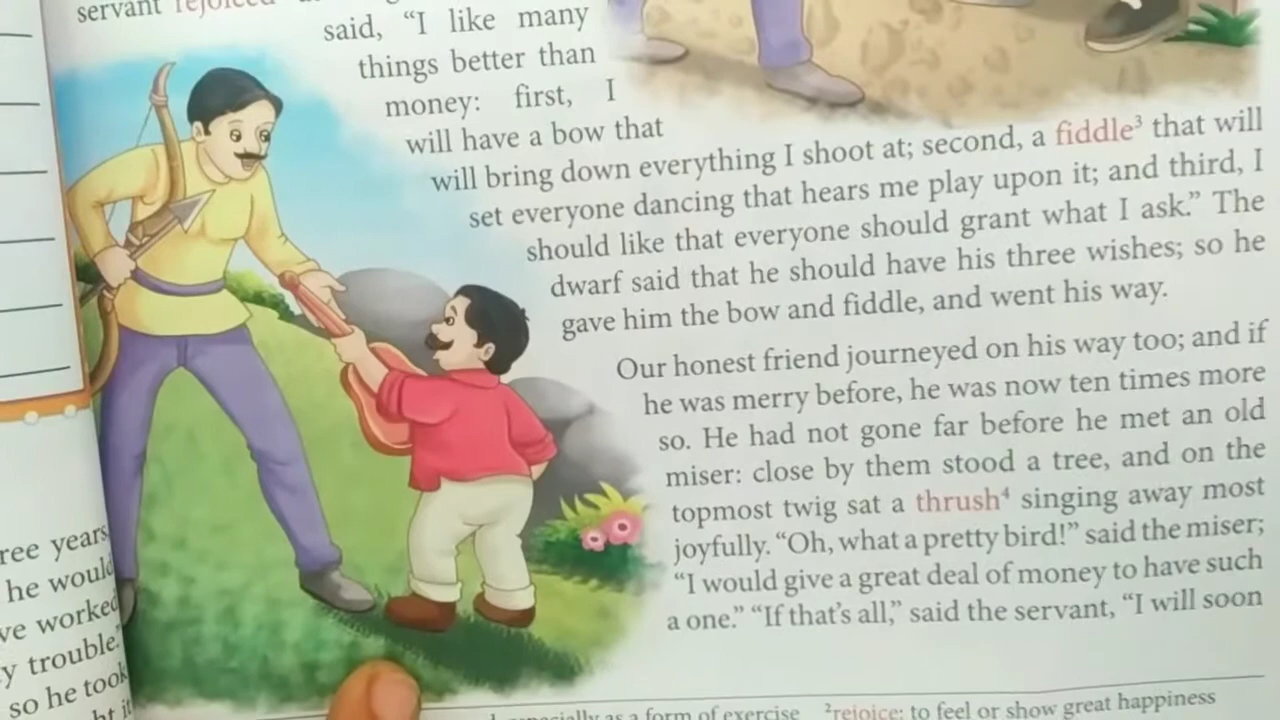 servant rejoiced
said, “I like many
things better than
money: first, I
will have a bow that
will bring down everything I shoot at; second, a fiddle³ that will
set everyone dancing that hears me play upon it; and third, I
should like that everyone should grant what I ask.” The
dwarf said that he should have his three wishes; so he
gave him the bow and fiddle, and went his way.
Our honest friend journeyed on his way too; and if
he was merry before, he was now ten times more
so. He had not gone far before he met an old
miser: close by them stood a tree, and on the
topmost twig sat a thrush⁴ singing away most
joyfully. “Oh, what a pretty bird!” said the miser;
“I would give a great deal of money to have such
a one.” “If that’s all,” said the servant, “I will soon
years
he would
worked
trouble.
so he took
it
as a form of exercise ²rejoice: to feel or show great happiness